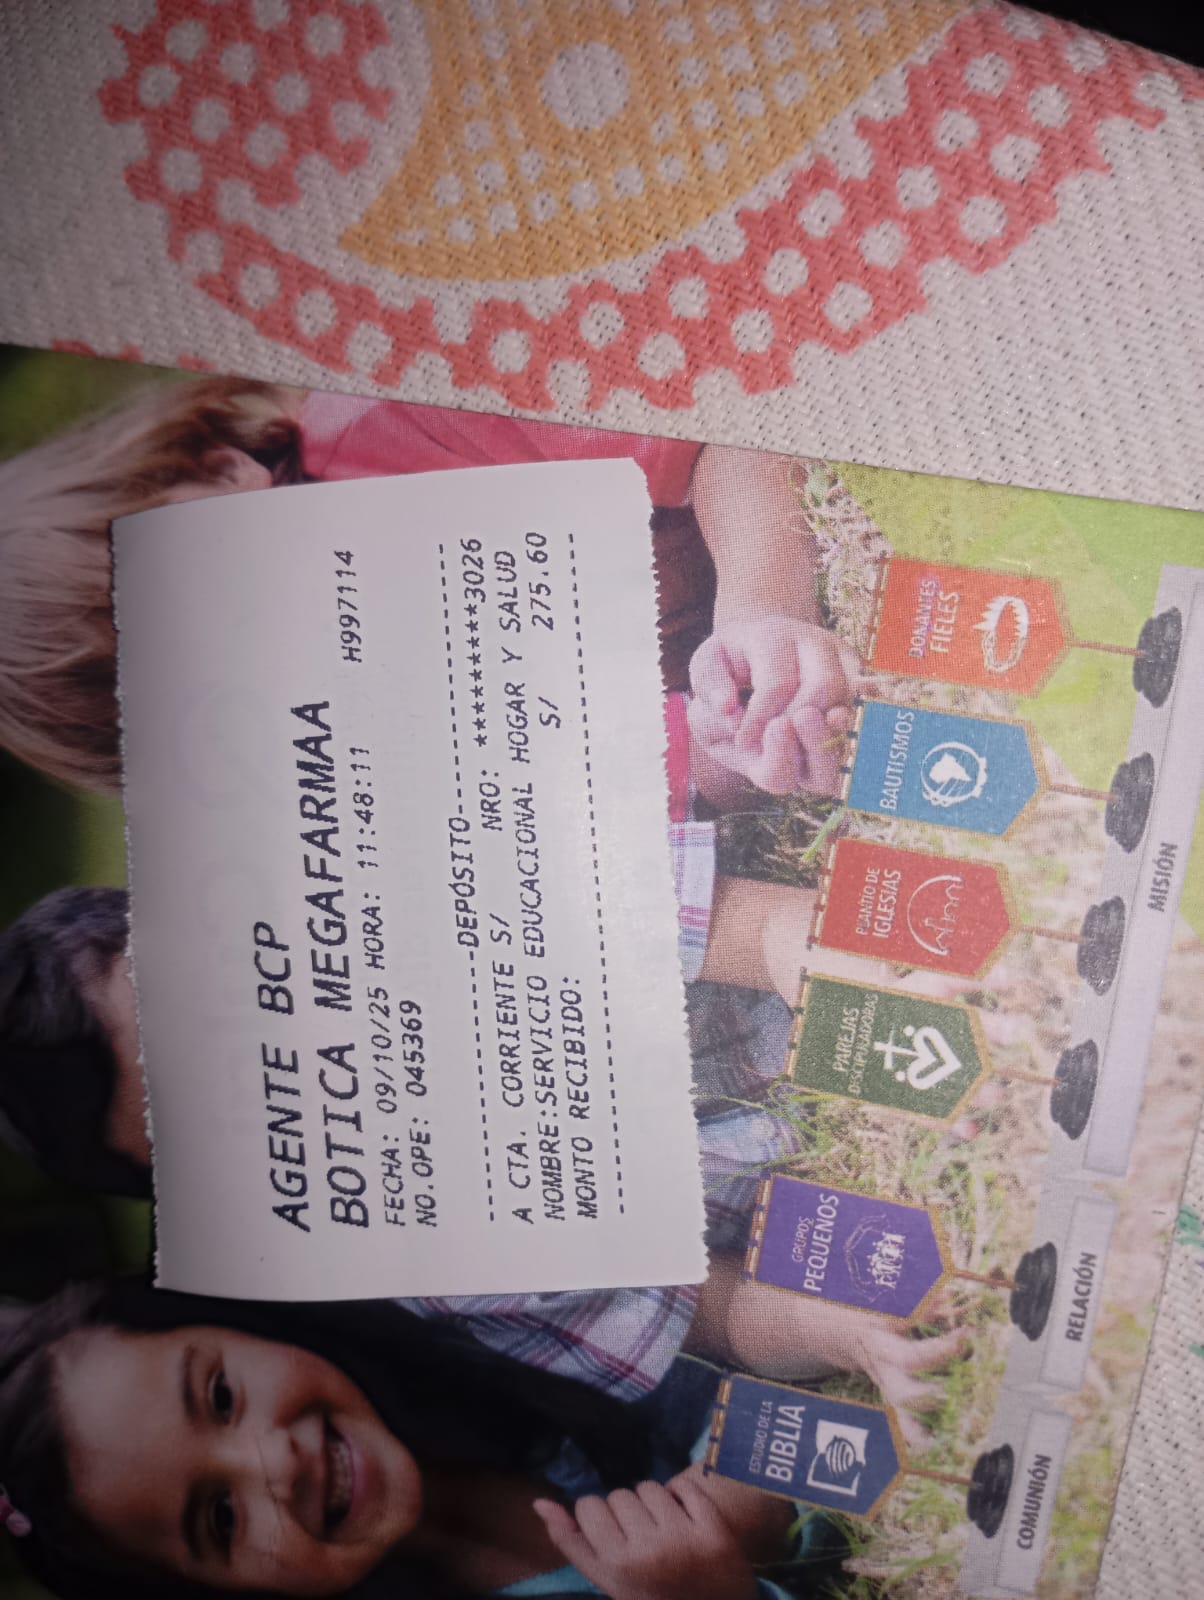 AGENTE BCP
BOTICA MEGAFARMAA
FECHA: 09/10/25 HORA: 11:48:11 H997114
NO.OPE: 045369
--------------------DEPÓSITO--------------------
A CTA. CORRIENTE S/ NRO: **********3026
NOMBRE:SERVICIO EDUCACIONAL HOGAR Y SALUD
MONTO RECIBIDO: S/ 275.60
------------------------------------------------
ESTUDIO DE LA
BIBLIA
GRUPOS
PEQUEÑOS
PAREJAS
DISCIPULADORAS
PLANTIO DE
IGLESIAS
BAUTISMOS
DONANTES
FIELES
COMUNIÓN
RELACIÓN
MISIÓN